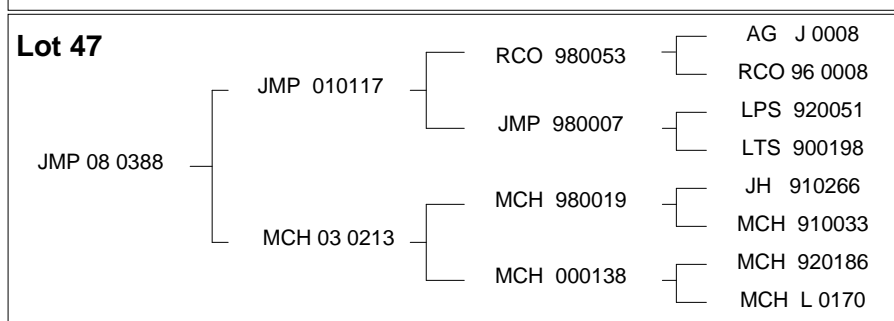 Lot 47
AG J 0008
RCO 980053
RCO 96 0008
JMP 010117
LPS 920051
JMP 980007
LTS 900198
JMP 08 0388
JH 910266
MCH 980019
MCH 910033
MCH 03 0213
MCH 920186
MCH 000138
MCH L 0170